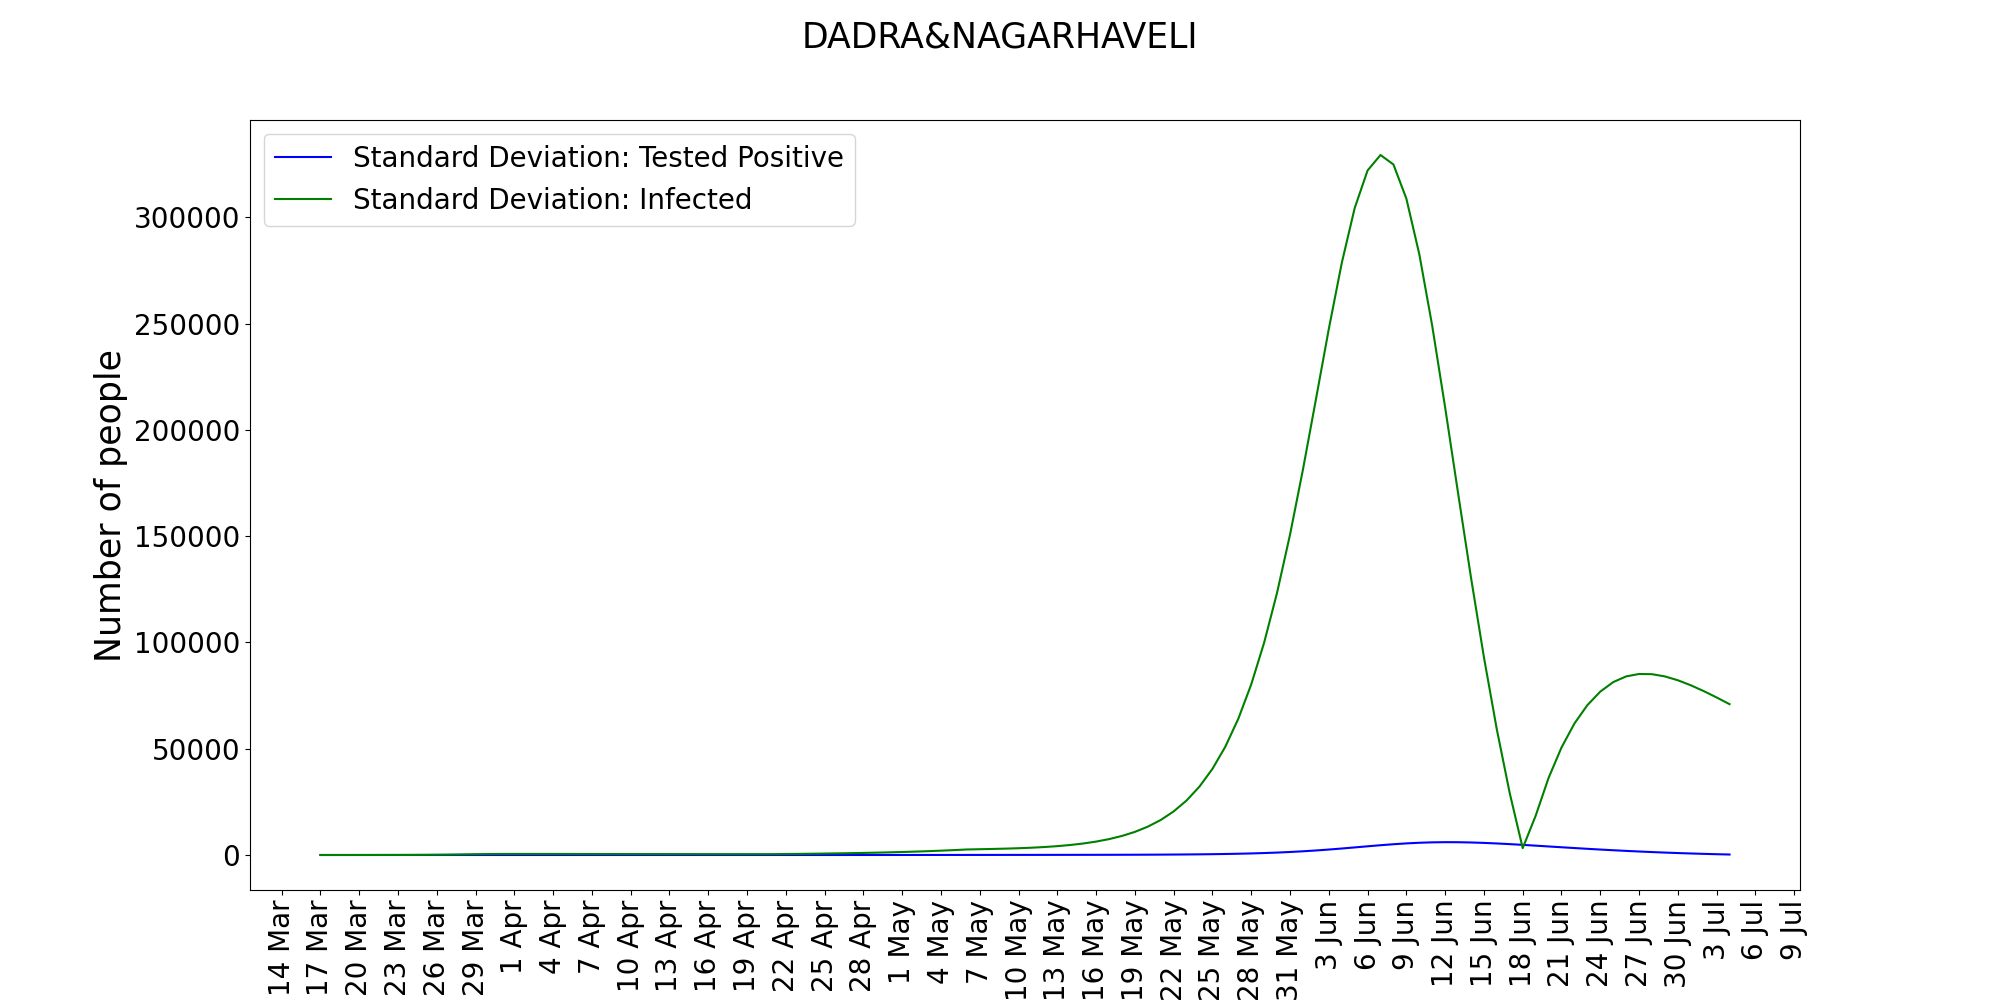 DADRA&NAGARHAVELI
Standard Deviation: Tested Positive
Standard Deviation: Infected
Number of people
300000
250000
200000
150000
100000
50000
0
14 Mar
17 Mar
20 Mar
23 Mar
26 Mar
29 Mar
1 Apr
4 Apr
7 Apr
10 Apr
13 Apr
16 Apr
19 Apr
22 Apr
25 Apr
28 Apr
1 May
4 May
7 May
10 May
13 May
16 May
19 May
22 May
25 May
28 May
31 May
3 Jun
6 Jun
9 Jun
12 Jun
15 Jun
18 Jun
21 Jun
24 Jun
27 Jun
30 Jun
3 Jul
6 Jul
9 Jul